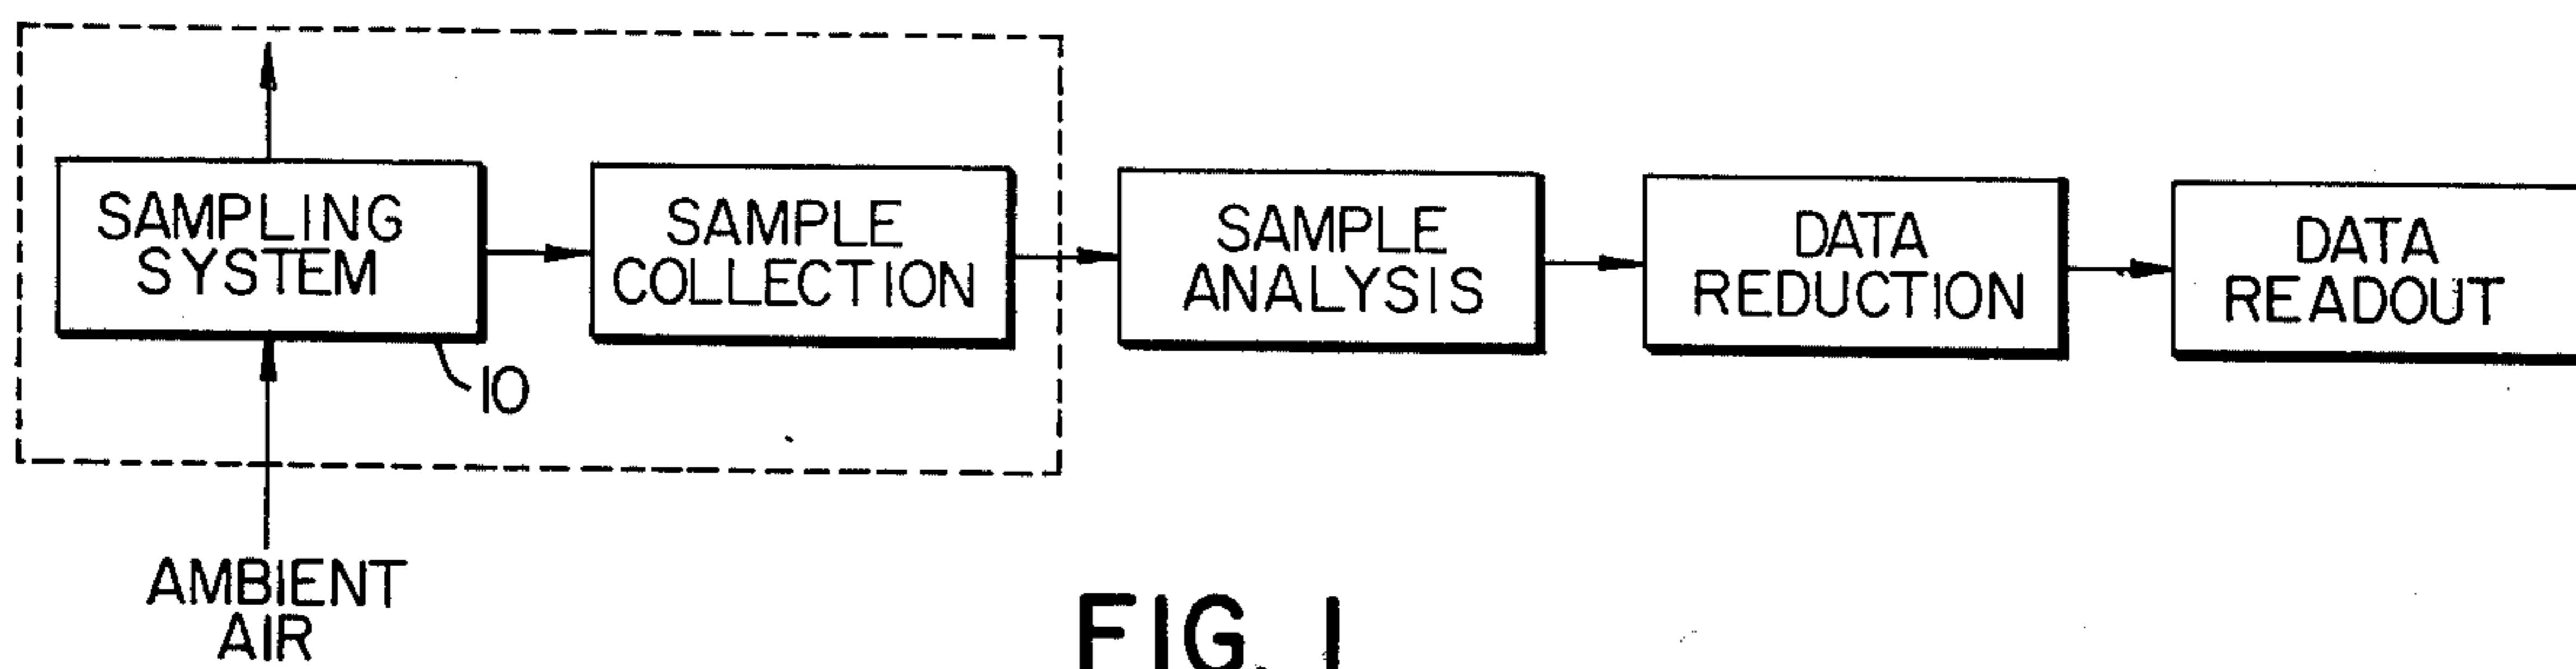 SAMPLING
SYSTEM
SAMPLE
COLLECTION
SAMPLE
ANALYSIS
DATA
REDUCTION
DATA
READOUT
10
AMBIENT
AIR
FIG. 1